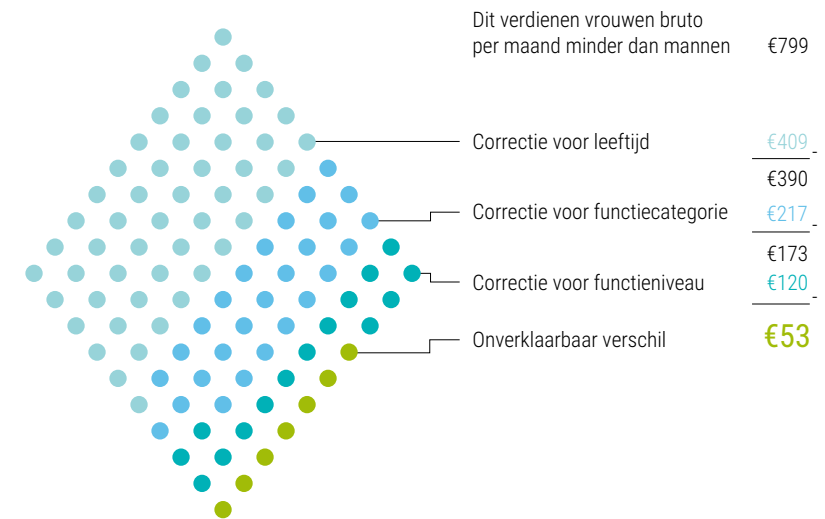 Dit verdienen vrouwen bruto
per maand minder dan mannen €799
Correctie voor leeftijd €409 -
€390
Correctie voor functiecategorie €217 -
€173
Correctie voor functieniveau €120 -
Onverklaarbaar verschil €53